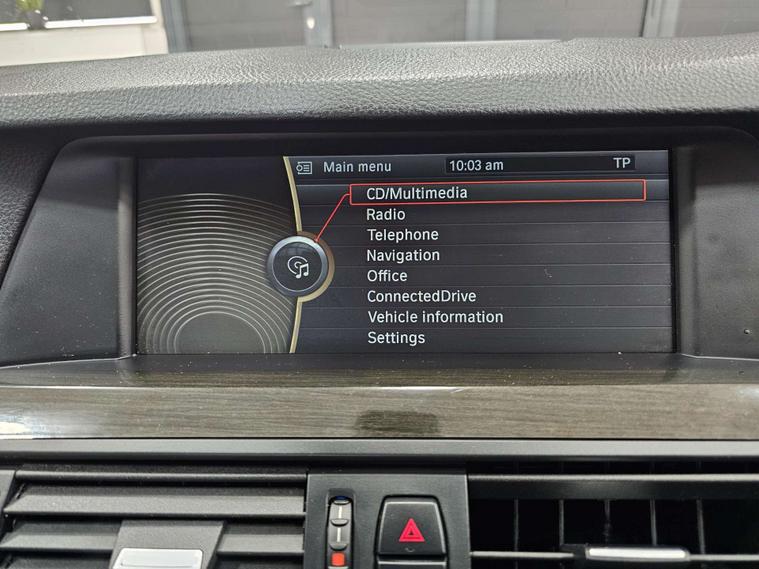 Main menu 10:03 am TP
CD/Multimedia
Radio
Telephone
Navigation
Office
ConnectedDrive
Vehicle information
Settings